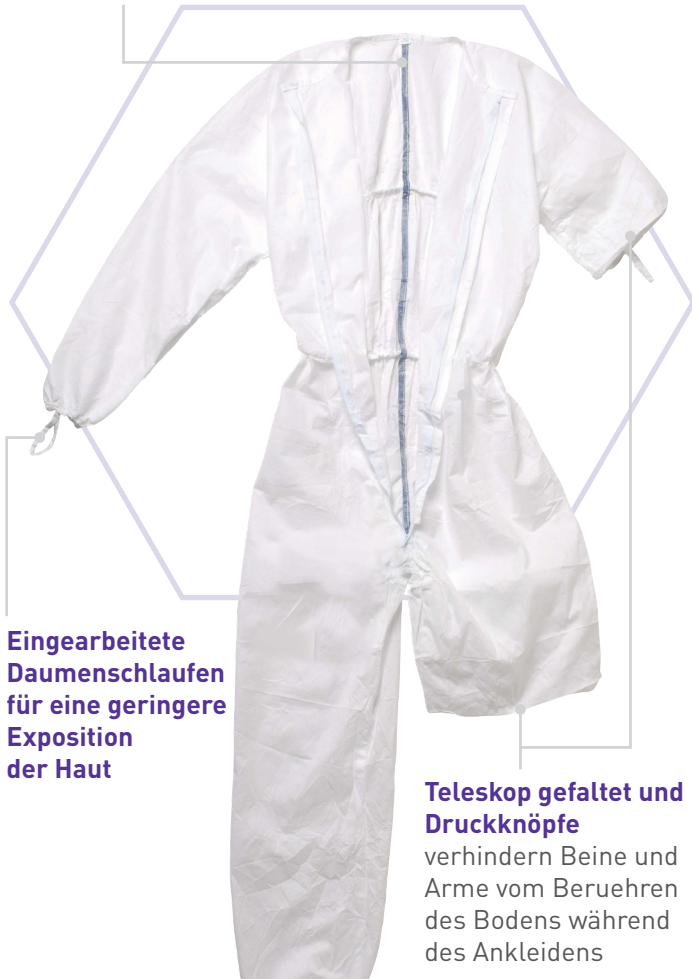 Eingearbeitete
Daumenschlaufen
für eine geringere
Exposition
der Haut
Teleskop gefaltet und
Druckknöpfe
verhindern Beine und
Arme vom Beruehren
des Bodens während
des Ankleidens